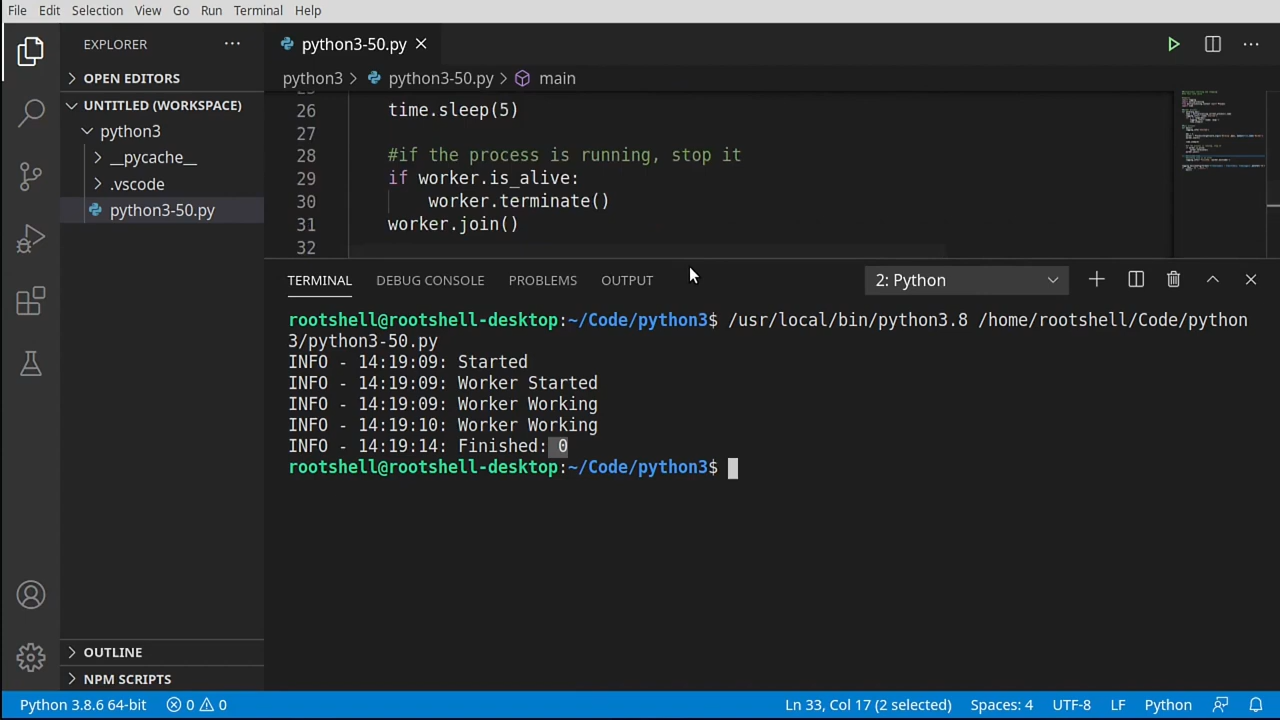 File Edit Selection View Go Run Terminal Help
EXPLORER
OPEN EDITORS
UNTITLED (WORKSPACE)
python3
__pycache__
.vscode
python3-50.py
OUTLINE
NPM SCRIPTS
python3-50.py
python3 > python3-50.py > main
26 time.sleep(5)
27
28 #if the process is running, stop it
29 if worker.is_alive:
30 worker.terminate()
31 worker.join()
32
TERMINAL DEBUG CONSOLE PROBLEMS OUTPUT 2: Python
rootshell@rootshell-desktop:~/Code/python3$ /usr/local/bin/python3.8 /home/rootshell/Code/python
3/python3-50.py
INFO - 14:19:09: Started
INFO - 14:19:09: Worker Started
INFO - 14:19:09: Worker Working
INFO - 14:19:10: Worker Working
INFO - 14:19:14: Finished: 0
rootshell@rootshell-desktop:~/Code/python3$
Python 3.8.6 64-bit 0 0 Ln 33, Col 17 (2 selected) Spaces: 4 UTF-8 LF Python